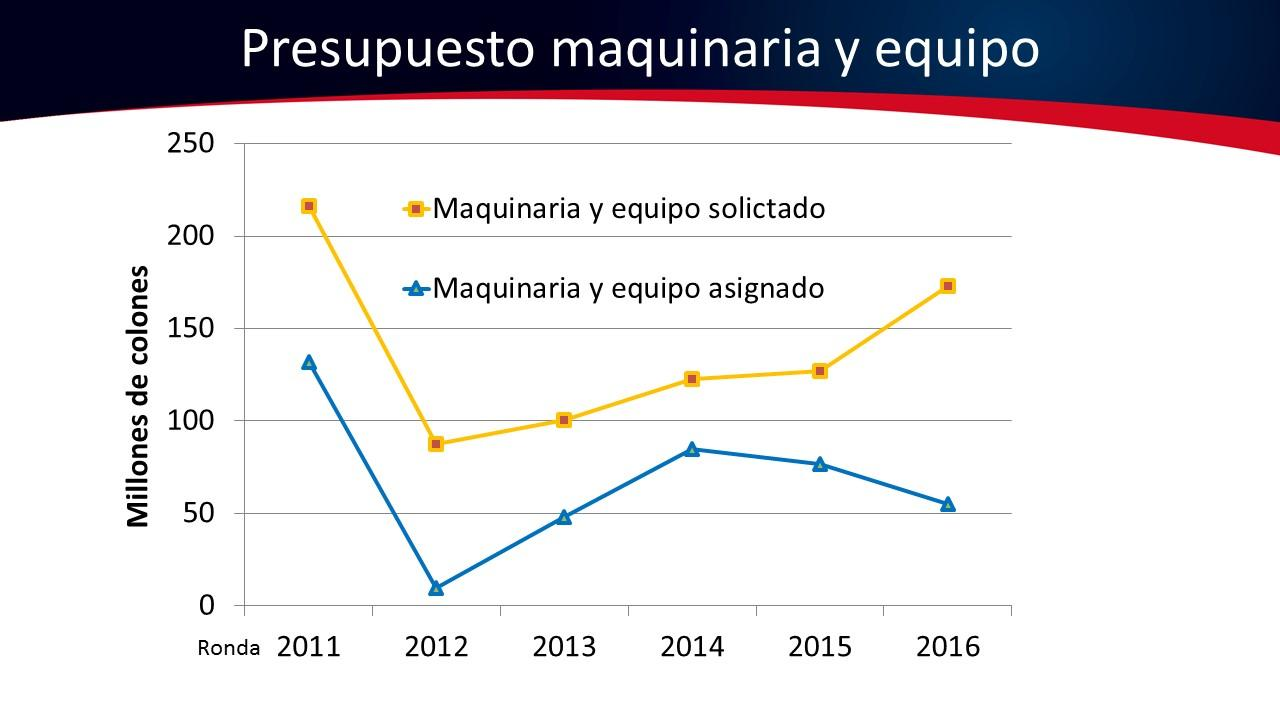 Presupuesto maquinaria y equipo
250
200
150
100
50
0
Millones de colones
Maquinaria y equipo solictado
Maquinaria y equipo asignado
Ronda 2011 2012 2013 2014 2015 2016